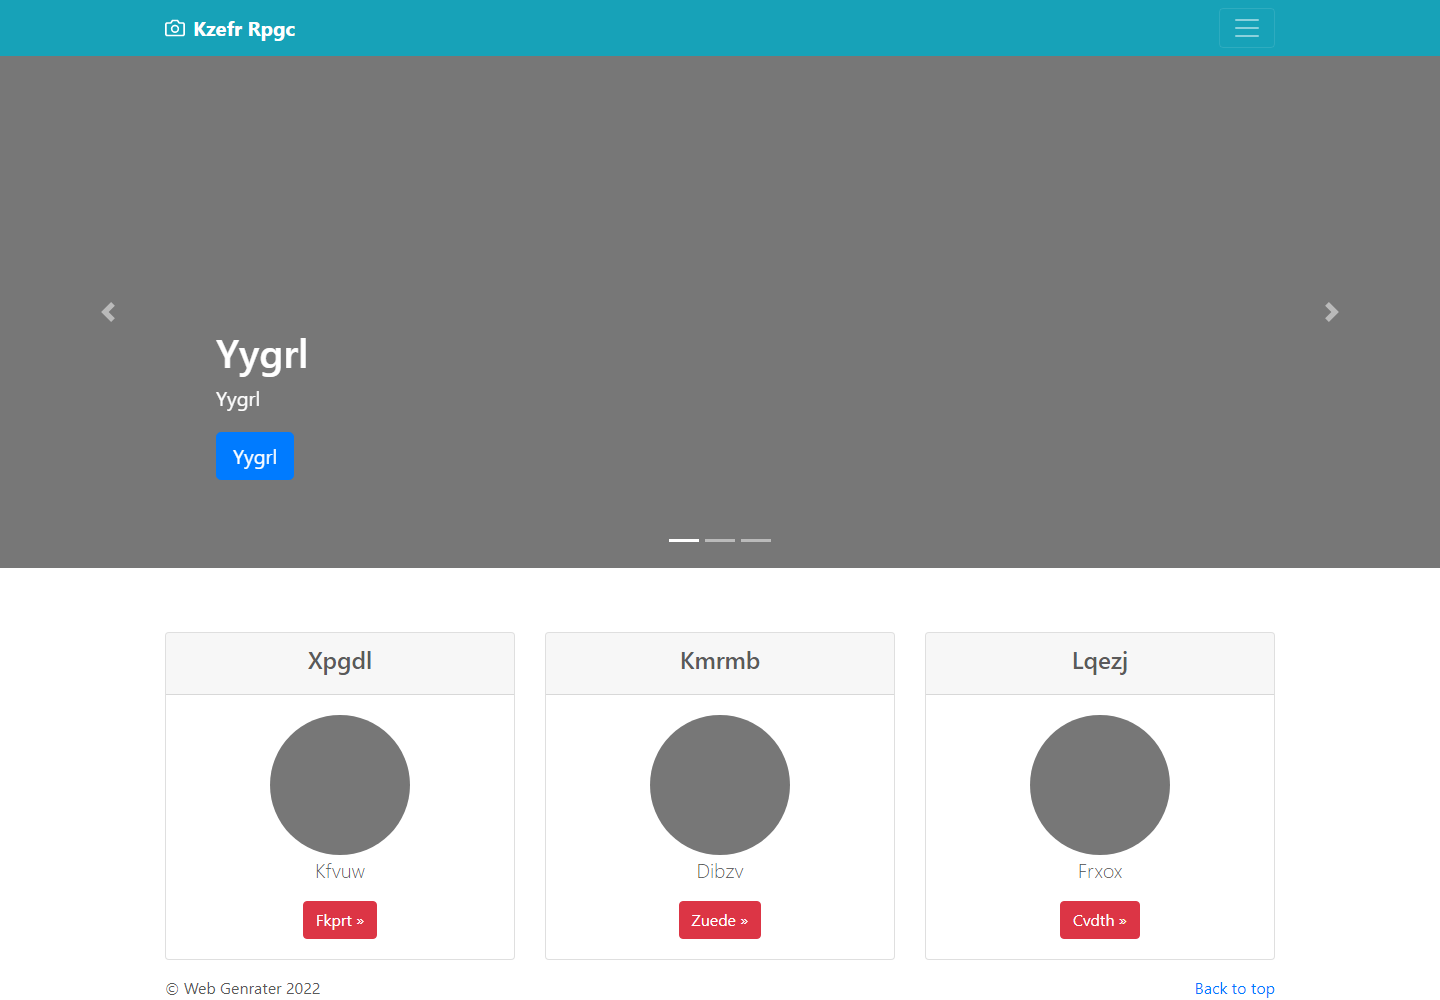 Kzefr Rpgc
Yygrl
Yygrl
Yygrl
Xpgdl
Kfvuw
Fkprt »
Kmrmb
Dibzv
Zuede »
Lqezj
Frxox
Cvdth »
© Web Genrater 2022
Back to top